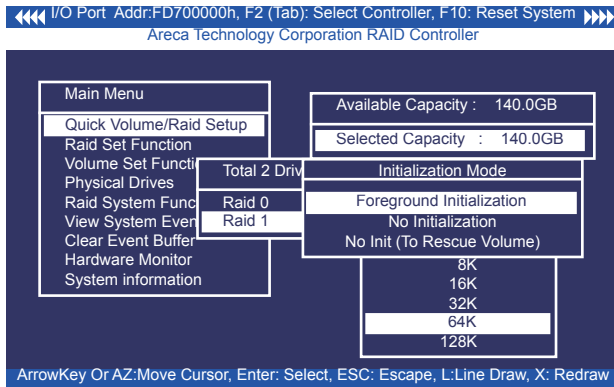 I/O Port Addr:FD700000h, F2 (Tab): Select Controller, F10: Reset System
Areca Technology Corporation RAID Controller
Main Menu
Quick Volume/Raid Setup
Raid Set Function
Volume Set Functi
Physical Drives
Raid System Func
View System Even
Clear Event Buffer
Hardware Monitor
System information
Total 2 Driv
Raid 0
Raid 1
Available Capacity : 140.0GB
Selected Capacity : 140.0GB
Initialization Mode
Foreground Initialization
No Initialization
No Init (To Rescue Volume)
8K
16K
32K
64K
128K
ArrowKey Or AZ:Move Cursor, Enter: Select, ESC: Escape, L:Line Draw, X: Redraw